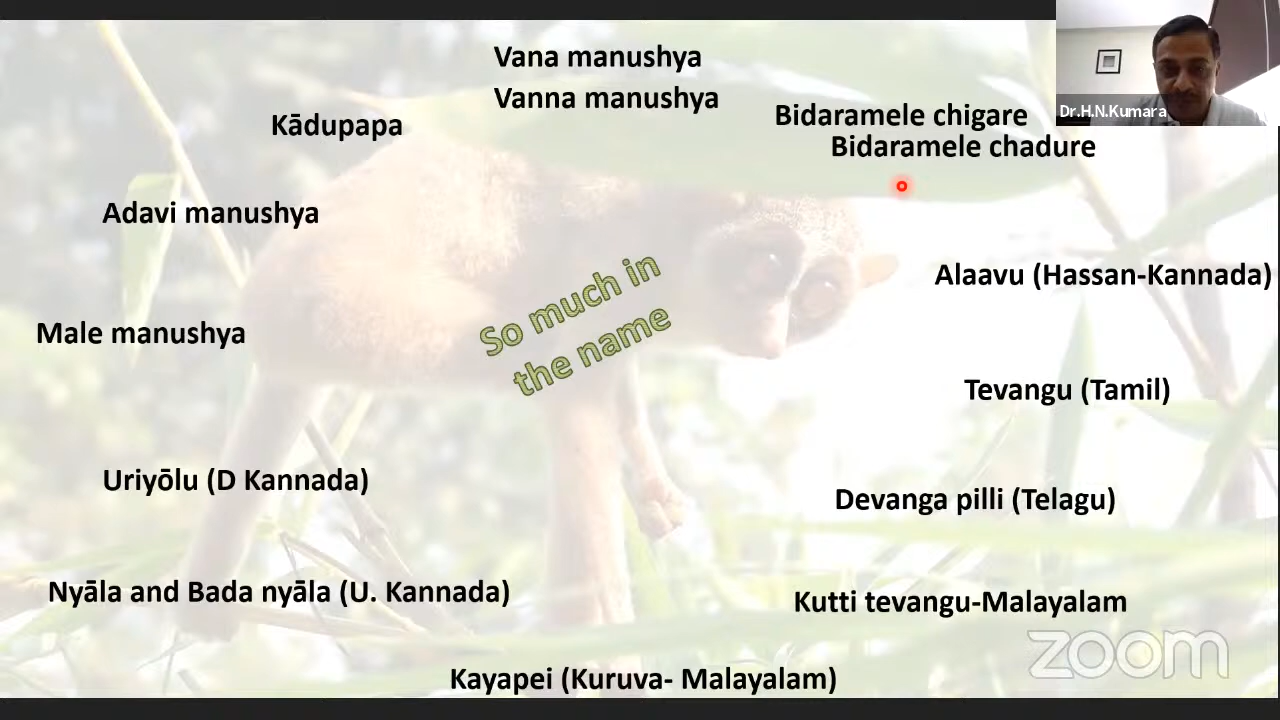 Vana manushya
Vanna manushya
Kādupapa
Bidaramele chigare
Bidaramele chadure
Dr.H.N.Kumara
Adavi manushya
Alaavu (Hassan-Kannada)
So much in
the name
Male manushya
Tevangu (Tamil)
Uriyōlu (D Kannada)
Devanga pilli (Telagu)
Nyāla and Bada nyāla (U. Kannada)
Kutti tevangu-Malayalam
zoom
Kayapei (Kuruva- Malayalam)